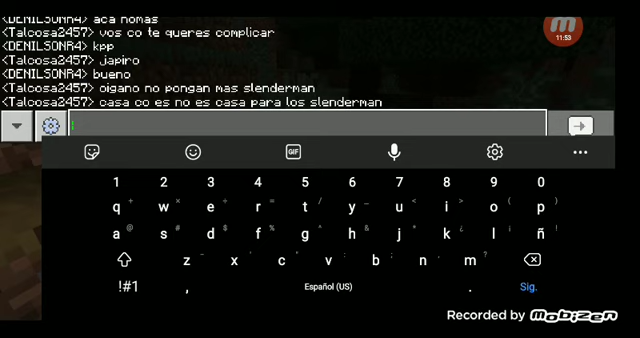 <DENILSONR4> aca nomas
<Talcosa2457> vos co te queres complicar
<DENILSONR4> kpp
<Talcosa2457> japiro
<DENILSONR4> bueno
<Talcosa2457> oigano no pongan mas slenderman
<Talcosa2457> casa co es no es casa para los slenderman
11:53
GIF
1 2 3 4 5 6 7 8 9 0
q w e r t y u i o p
a s d f g h j k l ñ
z x c v b n m
!#1 , Español (US) . Sig.
Recorded by Mobizen